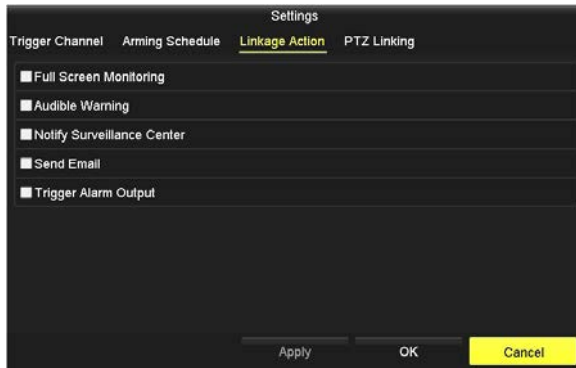 Settings
Trigger Channel Arming Schedule Linkage Action PTZ Linking
Full Screen Monitoring
Audible Warning
Notify Surveillance Center
Send Email
Trigger Alarm Output
Apply OK Cancel